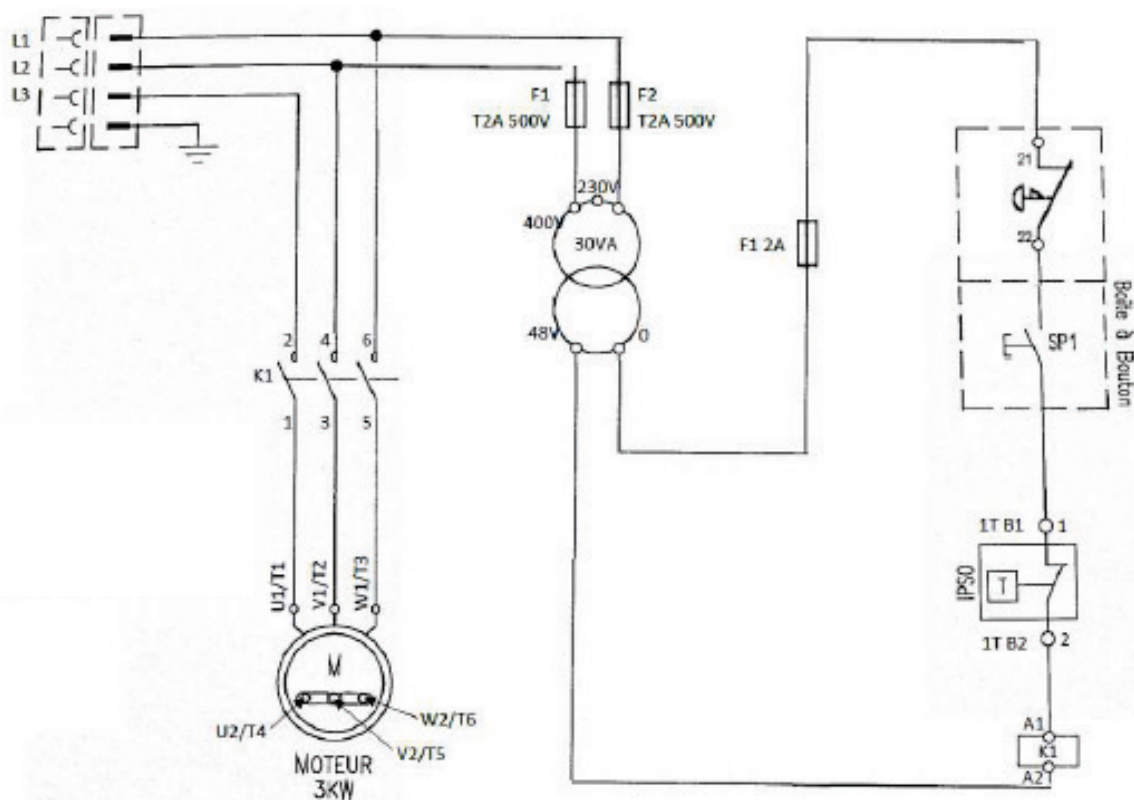 L1
L2
L3
F1
T2A 500V
F2
T2A 500V
230V
400V
30VA
48V
0
F1 2A
21
22
SP1
Boîte à Bouton
2
4
6
K1
1
3
5
U1/T1
V1/T2
W1/T3
M
U2/T4
V2/T5
W2/T6
MOTEUR
3KW
1T B1
1
IPSO
T
1T B2
2
A1
K1
A2